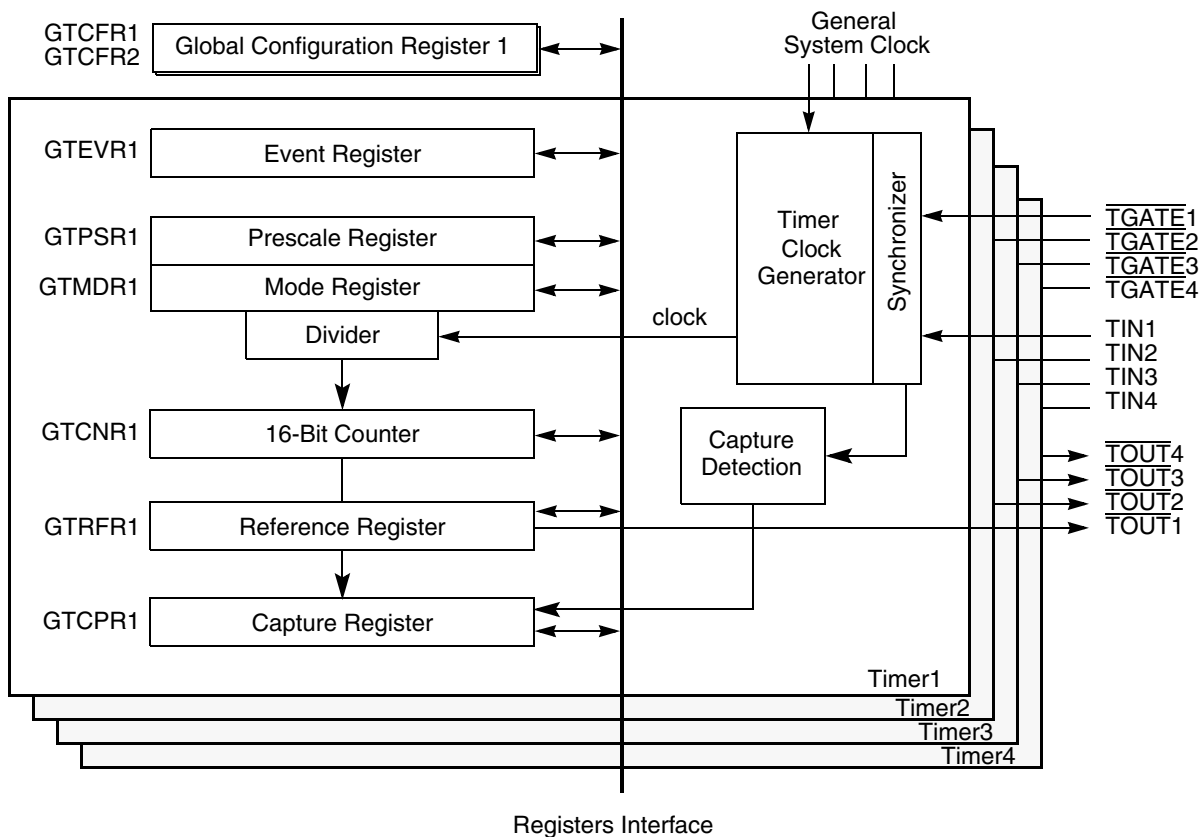 GTCFR1
GTCFR2
Global Configuration Register 1
General
System Clock
GTEVR1
Event Register
GTPSR1
Prescale Register
GTMDR1
Mode Register
Divider
clock
Timer
Clock
Generator
Synchronizer
TGATE1
TGATE2
TGATE3
TGATE4
TIN1
TIN2
TIN3
TIN4
GTCNR1
16-Bit Counter
Capture
Detection
TOUT4
TOUT3
TOUT2
TOUT1
GTRFR1
Reference Register
GTCPR1
Capture Register
Timer1
Timer2
Timer3
Timer4
Registers Interface